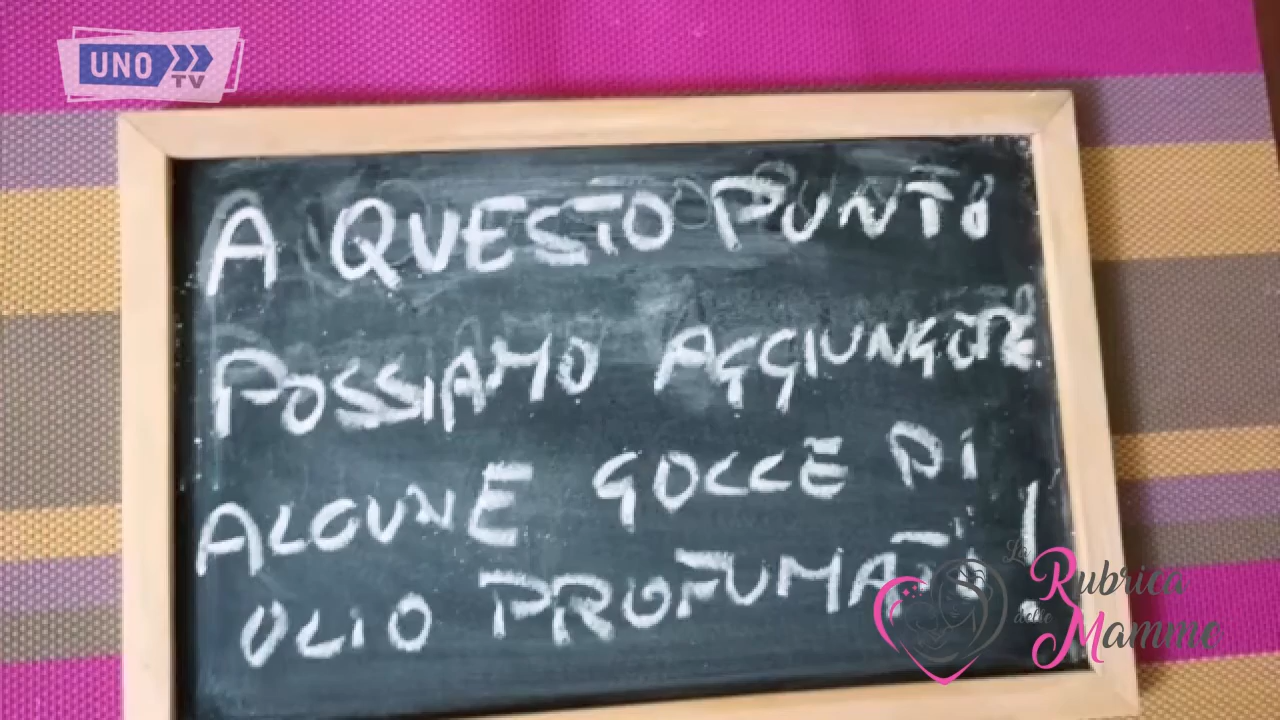 UNO
TV
A QUESTO PUNTO
POSSIAMO AGGIUNGERE
ALCUNE GOCCE DI
OLIO PROFUMATO!
La
Rubrica
delle
Mamme